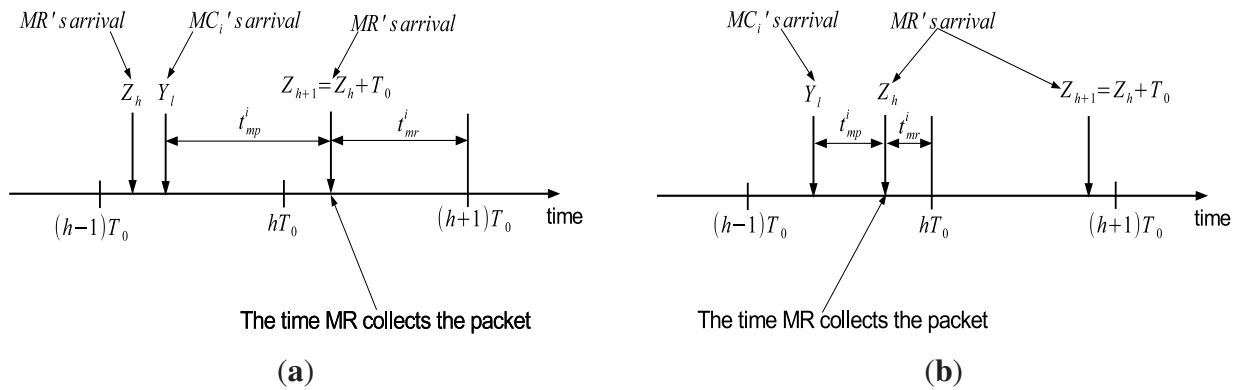 MR's arrival MC_i's arrival MR's arrival
Z_h Y_l Z_{h+1}=Z_h+T_0
t^i_{mp} t^i_{mr}
(h−1)T_0 hT_0 (h+1)T_0 time
The time MR collects the packet
(a)
MC_i's arrival MR's arrival
Y_l Z_h Z_{h+1}=Z_h+T_0
t^i_{mp} t^i_{mr}
(h−1)T_0 hT_0 (h+1)T_0 time
The time MR collects the packet
(b)